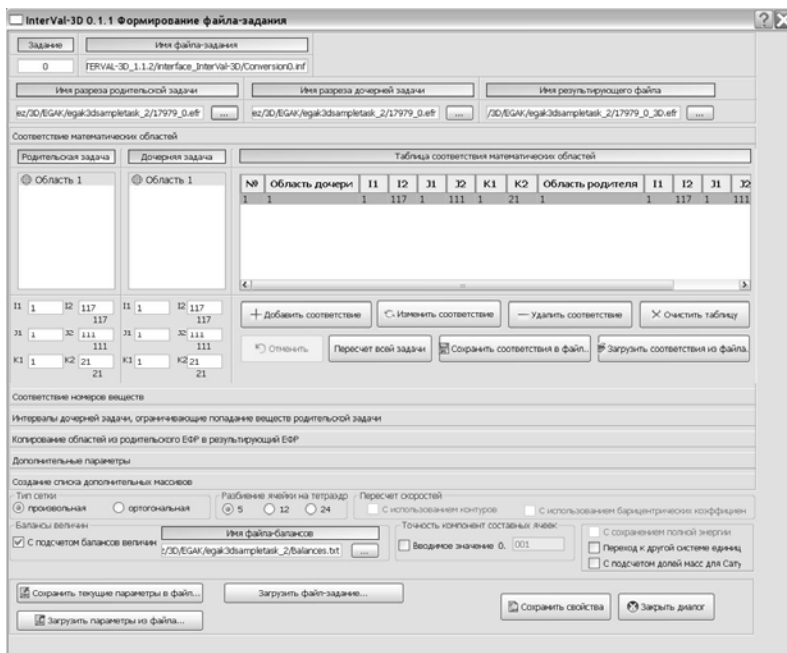 InterVal-3D 0.1.1 Формирование файла-задания
Задание Имя файла-задания
0 TERVAL-3D_1.1.2/interface_InterVal-3D/Conversion0.inf
Имя разреза родительской задачи Имя разреза дочерней задачи Имя результирующего файла
ez/3D/EGAK/egak3dsampletask_2/17979_0.efr ... ez/3D/EGAK/egak3dsampletask_2/17979_0.efr ... /3D/EGAK/egak3dsampletask_2/17979_0_3D.efr ...
Соответствие математических областей
Родительская задача Дочерняя задача Таблица соответствия математических областей
Область 1 Область 1
№ Область дочери I1 I2 J1 J2 K1 K2 Область родителя I1 I2 J1 J2
1 1 1 117 1 111 1 21 1 1 117 1 111
I1 1 I2 117 I1 1 I2 117
117 117
J1 1 J2 111 J1 1 J2 111
111 111
K1 1 K2 21 K1 1 K2 21
21 21
Добавить соответствие Изменить соответствие Удалить соответствие Очистить таблицу
Отменить Пересчет всей задачи Сохранить соответствия в файл.. Загрузить соответствия из файла.
Соответствие номеров веществ
Интервалы дочерней задачи, ограничивающие попадание веществ родительской задачи
Копирование областей из родительского ЕФР в результирующий ЕФР
Дополнительные параметры
Создание списка дополнительных массивов
Тип сетки Разбиение ячейки на тетраэдр Пересчет скоростей
произвольная ортогональная 5 12 24 С использованием контуров С использованием барицентрических коэффициен
Балансы величин Точность компонент составных ячеек
С подсчетом балансов величин Имя файла-балансов
:/3D/EGAK/egak3dsampletask_2/Balances.txt ...
Вводимое значение 0. 001
С сохранением полной энергии
Переход к другой системе единиц
С подсчетом долей масс для Сату
Сохранить текущие параметры в файл... Загрузить файл-задание...
Загрузить параметры из файла... Сохранить свойства Закрыть диалог